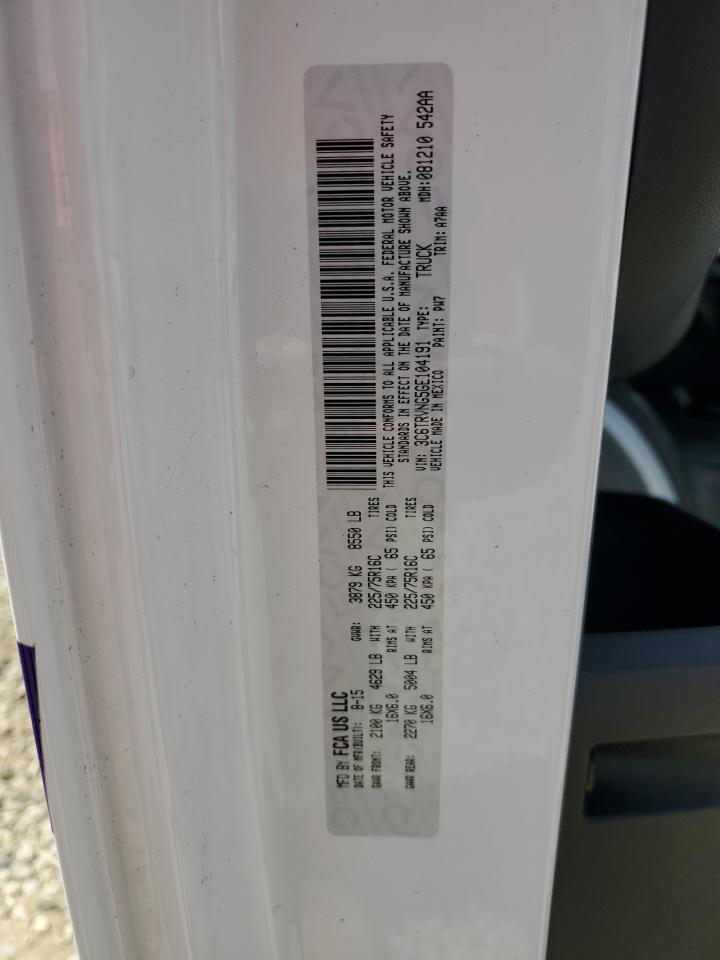 MFD BY FCA US LLC
DATE OF MFR(BUILT): 8-15 GVWR: 3879 KG 8550 LB
GAWR FRONT: 2100 KG 4629 LB WITH 225/75R16C TIRES
16X6.0 RIMS AT 450 KPA ( 65 PSI) COLD
GAWR REAR: 2270 KG 5004 LB WITH 225/75R16C TIRES
16X6.0 RIMS AT 450 KPA ( 65 PSI) COLD
THIS VEHICLE CONFORMS TO ALL APPLICABLE U.S.A. FEDERAL MOTOR VEHICLE SAFETY
STANDARDS IN EFFECT ON THE DATE OF MANUFACTURE SHOWN ABOVE.
VIN: 3C6TRVNG5GE104191 TYPE: TRUCK MDH:081210 542AA
VEHICLE MADE IN MEXICO PAINT: PW7 TRIM: A7AA